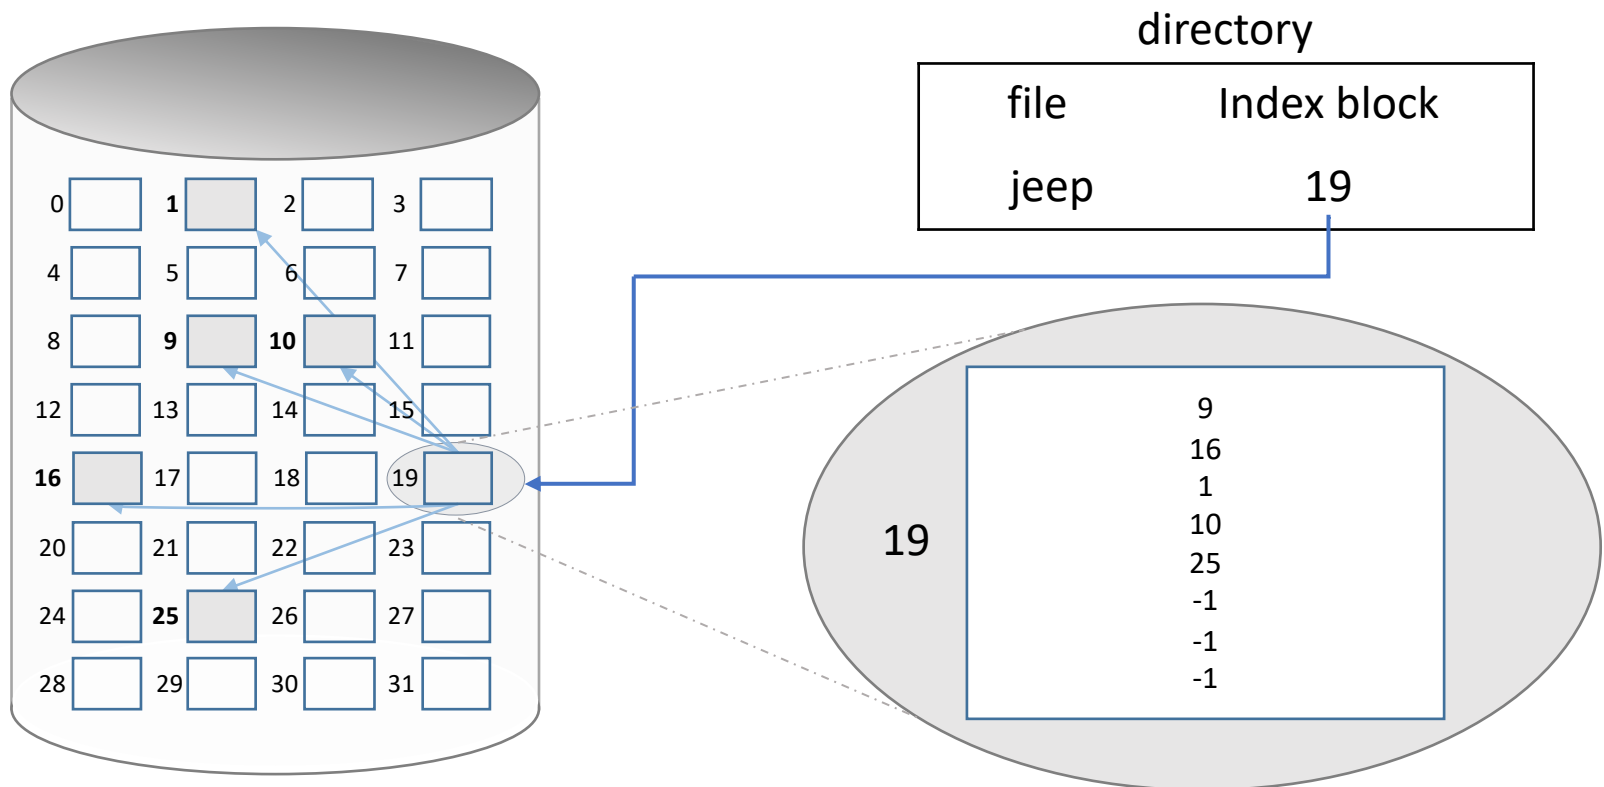 directory
file Index block
jeep 19
0 1 2 3
4 5 6 7
8 9 10 11
12 13 14 15
16 17 18 19
20 21 22 23
24 25 26 27
28 29 30 31
19
9
16
1
10
25
-1
-1
-1